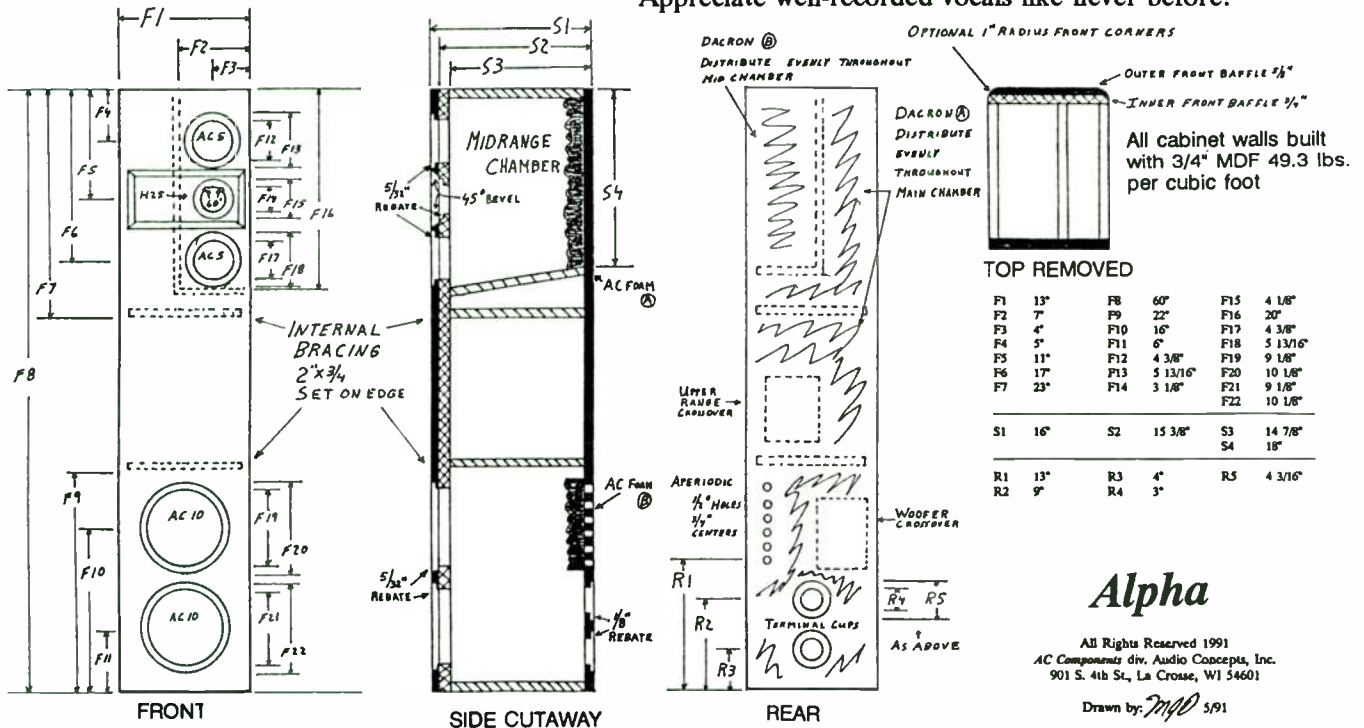 Appreciate well-recorded vocals like never before.
F1
F2
F3
F4
F5
F6
F7
F8
F9
F10
F11
AC 5
H25
AC 5
F12
F13
F14
F15
F16
F17
F18
INTERNAL
BRACING
2"x3/4
SET ON EDGE
AC 10
AC 10
F19
F20
F21
F22
FRONT
S1
S2
S3
S4
MIDRANGE
CHAMBER
5/32"
REBATE
45° BEVEL
AC FOAM
Ⓐ
AC FOAM
Ⓑ
5/32"
REBATE
1/8"
REBATE
SIDE CUTAWAY
DACRON Ⓑ
DISTRIBUTE EVENLY THROUGHOUT
MID CHAMBER
DACRON Ⓐ
DISTRIBUTE
EVENLY
THROUGHOUT
MAIN CHAMBER
UPPER
RANGE
CROSSOVER
APERIODIC
1/2" HOLES
3/4"
CENTERS
WOOFER
CROSSOVER
R1
R2
R3
R4
R5
TERMINAL CUPS
AS ABOVE
REAR
OPTIONAL 1" RADIUS FRONT CORNERS
OUTER FRONT BAFFLE 5/8"
INNER FRONT BAFFLE 3/4"
All cabinet walls built
with 3/4" MDF 49.3 lbs.
per cubic foot
TOP REMOVED
F1 13" F8 60" F15 4 1/8"
F2 7" F9 22" F16 20"
F3 4" F10 16" F17 4 3/8"
F4 5" F11 6" F18 5 13/16"
F5 11" F12 4 3/8" F19 9 1/8"
F6 17" F13 5 13/16" F20 10 1/8"
F7 23" F14 3 1/8" F21 9 1/8"
F22 10 1/8"
S1 16" S2 15 3/8" S3 14 7/8"
S4 18"
R1 13" R3 4" R5 4 3/16"
R2 9" R4 3"
Alpha
All Rights Reserved 1991
AC Components div. Audio Concepts, Inc.
901 S. 4th St., La Crosse, WI 54601
Drawn by: 5/91